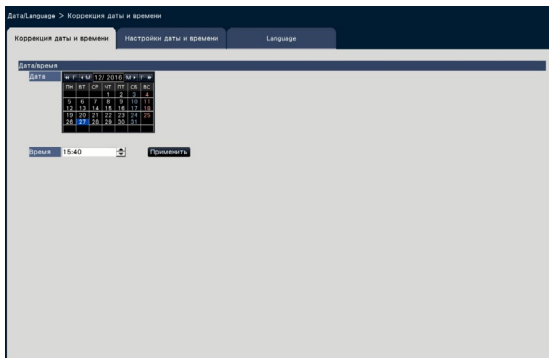 Дата/Language > Коррекция даты и времени
Коррекция даты и времени Настройки даты и времени Language
Дата/время
Дата « Г ◂ М 12/ 2016 М ▸ Г »
ПН ВТ СР ЧТ ПТ СБ ВС
1 2 3 4
5 6 7 8 9 10 11
12 13 14 15 16 17 18
19 20 21 22 23 24 25
26 27 28 29 30 31
Время 15:40 Применить